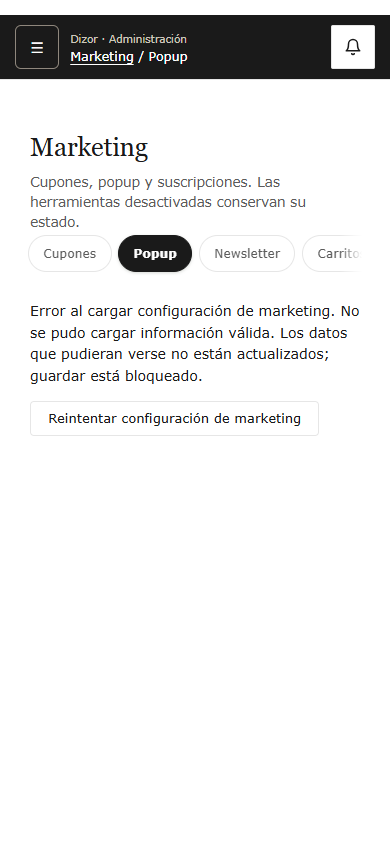 Dizor · Administración
Marketing / Popup
Marketing
Cupones, popup y suscripciones. Las
herramientas desactivadas conservan su
estado.
Cupones
Popup
Newsletter
Carrito
Error al cargar configuración de marketing. No
se pudo cargar información válida. Los datos
que pudieran verse no están actualizados;
guardar está bloqueado.
Reintentar configuración de marketing